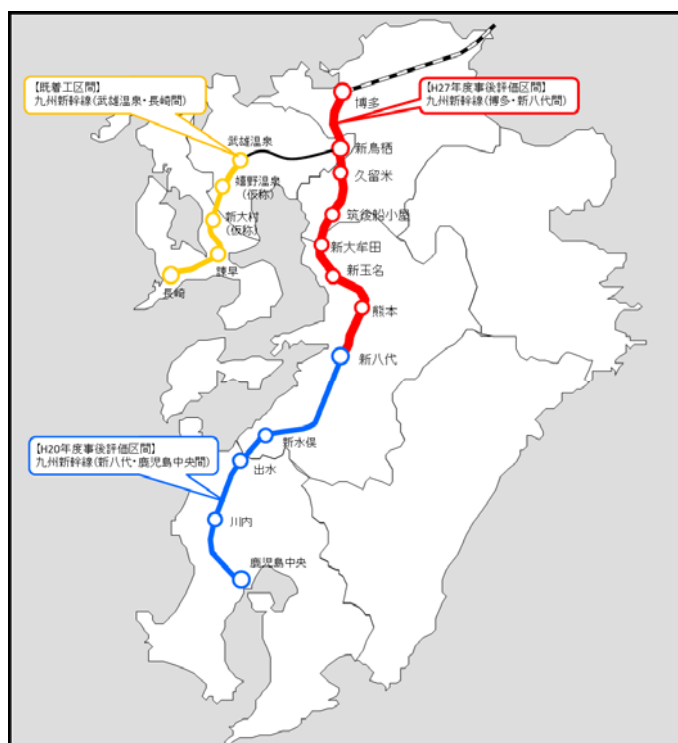 【既着工区間】
九州新幹線(武雄温泉・長崎間)
【H27年度事後評価区間】
九州新幹線(博多・新八代間)
博多
武雄温泉
新鳥栖
久留米
嬉野温泉
(仮称)
筑後船小屋
新大村
(仮称)
新大牟田
諫早
新玉名
長崎
熊本
新八代
【H20年度事後評価区間】
九州新幹線(新八代・鹿児島中央間)
新水俣
出水
川内
鹿児島中央